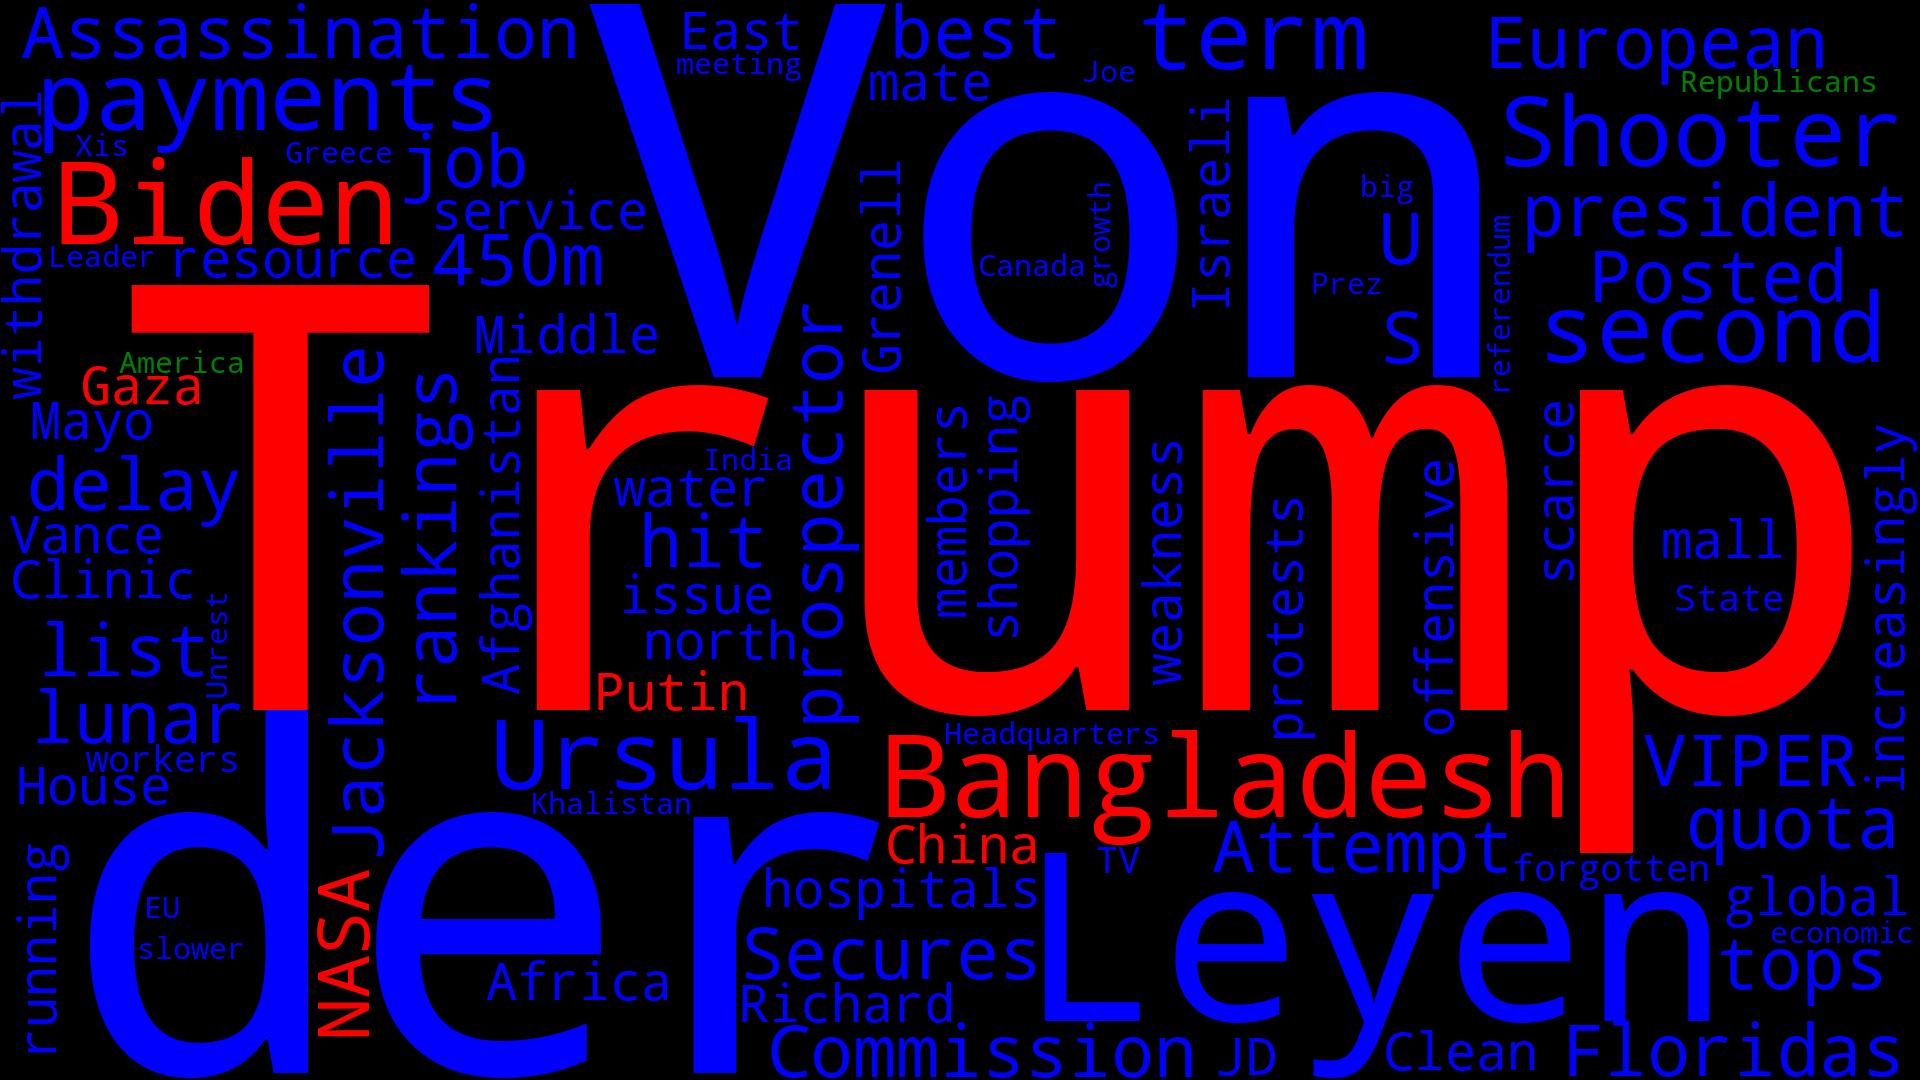 Assassination
Von
East
best
term
European
meeting
mate
Joe
Republicans
payments
withdrawal
Xis
Greece
job
Shooter
Biden
service
Grenell
Israeli
growth
big
president
Leader
resource
450m
Canada
U
Prez
referendum
Posted
Trump
Middle
S
second
America
Gaza
Mayo
Jacksonville
rankings
Afghanistan
prospector
members
shopping
India
water
weakness
protests
offensive
scarce
increasingly
delay
Vance
hit
mall
Clinic
issue
State
list
Unrest
north
Putin
lunar
Ursula
Headquarters
Bangladesh
VIPER
workers
House
Khalistan
der
China
TV
Attempt
quota
running
NASA
hospitals
Leyen
forgotten
EU
slower
Africa
Secures
global
economic
tops
Richard
Commission
JD
Clean
Floridas